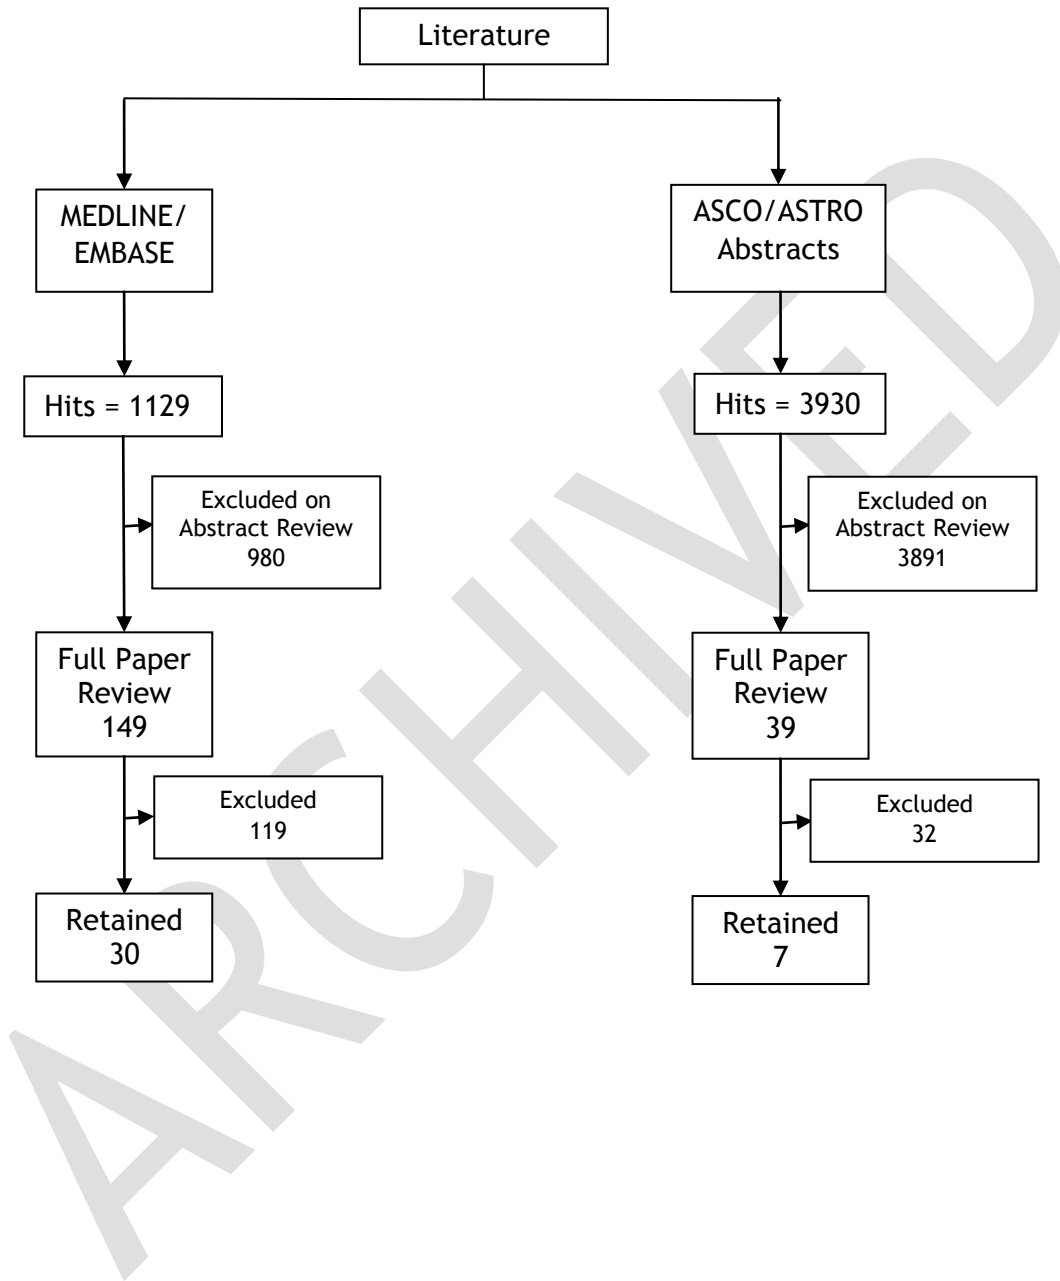 Literature
MEDLINE/
EMBASE
Hits = 1129
Excluded on
Abstract Review
980
Full Paper
Review
149
Excluded
119
Retained
30
ASCO/ASTRO
Abstracts
Hits = 3930
Excluded on
Abstract Review
3891
Full Paper
Review
39
Excluded
32
Retained
7
ARCHIVED